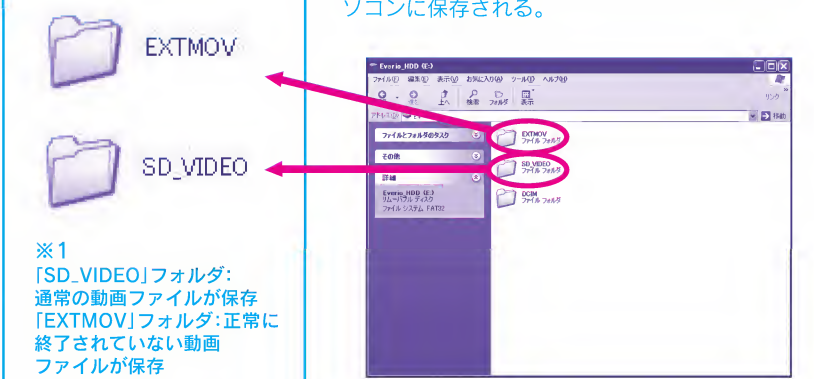 EXTMOV
SD_VIDEO
※1
「SD_VIDEO」フォルダ:
通常の動画ファイルが保存
「EXTMOV」フォルダ:正常に
終了されていない動画
ファイルが保存
ソコンに保存される。
Everio_HDD (E:)
ファイル(F) 編集(E) 表示(V) お気に入り(A) ツール(T) ヘルプ(H)
上へ 検索 フォルダ 表示
リンク
移動
ファイルとフォルダのタスク
その他
詳細
Everio_HDD (E:)
リムーバブル ディスク
ファイル システム: FAT32
EXTMOV
ファイル フォルダ
SD_VIDEO
ファイル フォルダ
DCIM
ファイル フォルダ